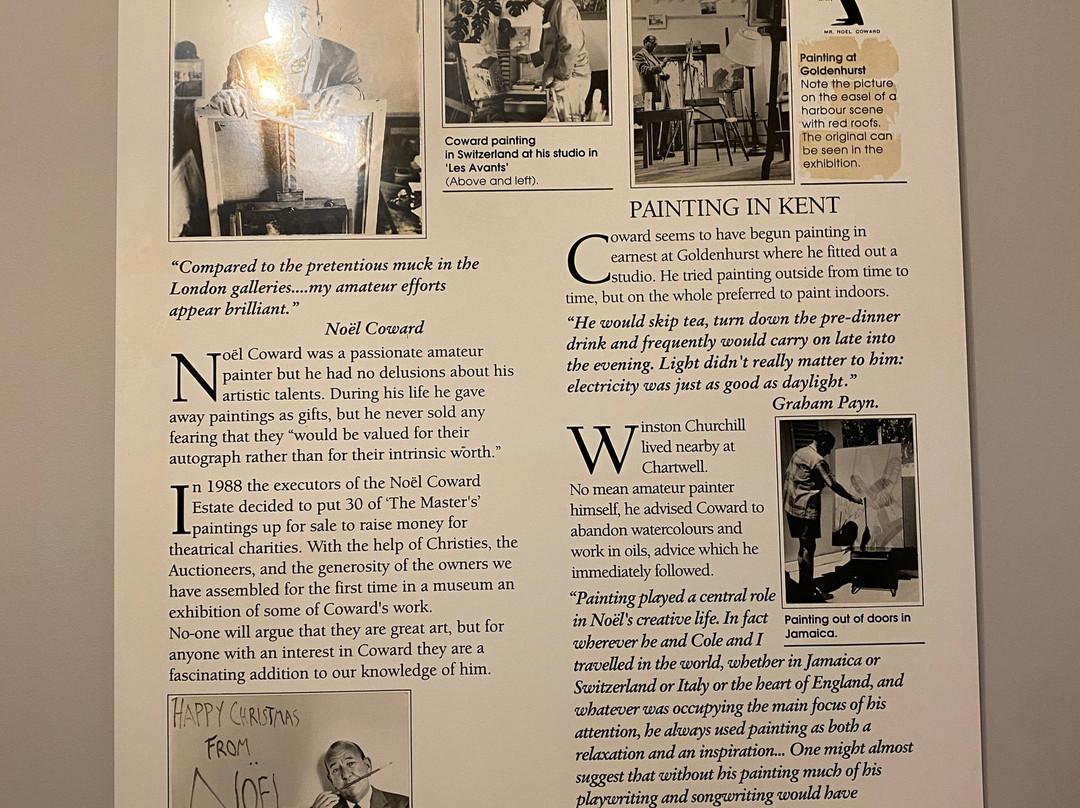 MR. NOEL COWARD
Painting at
Goldenhurst
Note the picture
on the easel of a
harbour scene
with red roofs.
The original can
be seen in the
exhibition.
Coward painting
in Switzerland at his studio in
'Les Avants'
(Above and left).
"Compared to the pretentious muck in the
London galleries....my amateur efforts
appear brilliant."
Noël Coward
Noël Coward was a passionate amateur
painter but he had no delusions about his
artistic talents. During his life he gave
away paintings as gifts, but he never sold any
fearing that they "would be valued for their
autograph rather than for their intrinsic worth."
In 1988 the executors of the Noël Coward
Estate decided to put 30 of 'The Master's'
paintings up for sale to raise money for
theatrical charities. With the help of Christies, the
Auctioneers, and the generosity of the owners we
have assembled for the first time in a museum an
exhibition of some of Coward's work.
No-one will argue that they are great art, but for
anyone with an interest in Coward they are a
fascinating addition to our knowledge of him.
HAPPY CHRISTMAS
FROM
NOËL
PAINTING IN KENT
Coward seems to have begun painting in
earnest at Goldenhurst where he fitted out a
studio. He tried painting outside from time to
time, but on the whole preferred to paint indoors.
"He would skip tea, turn down the pre-dinner
drink and frequently would carry on late into
the evening. Light didn't really matter to him:
electricity was just as good as daylight."
Graham Payn.
Winston Churchill
lived nearby at
Chartwell.
No mean amateur painter
himself, he advised Coward to
abandon watercolours and
work in oils, advice which he
immediately followed.
Painting out of doors in
Jamaica.
"Painting played a central role
in Noël's creative life. In fact
wherever he and Cole and I
travelled in the world, whether in Jamaica or
Switzerland or Italy or the heart of England, and
whatever was occupying the main focus of his
attention, he always used painting as both a
relaxation and an inspiration... One might almost
suggest that without his painting much of his
playwriting and songwriting would have